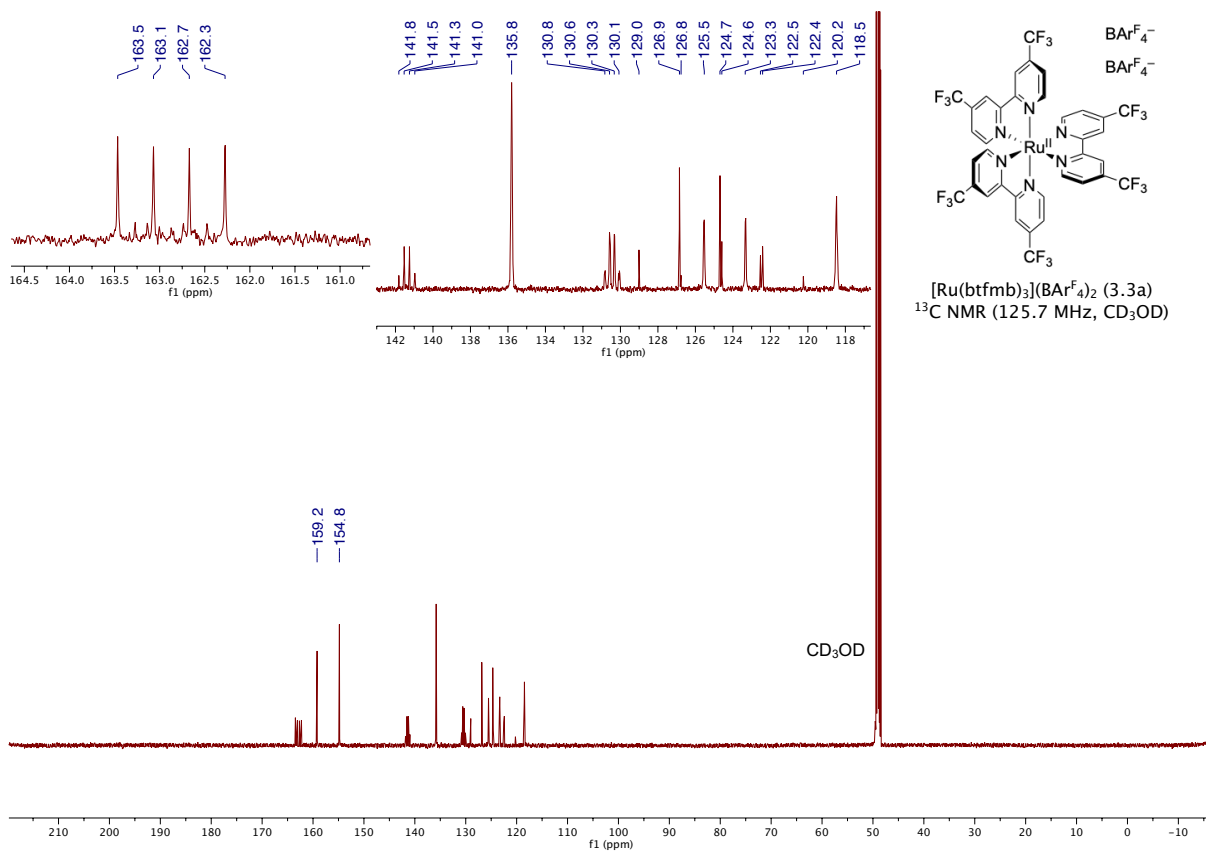 163.5
163.1
162.7
162.3
164.5 164.0 163.5 163.0 162.5 162.0 161.5 161.0
f1 (ppm)
141.8
141.5
141.3
141.0
135.8
130.8
130.6
130.3
130.1
129.0
126.9
126.8
125.5
124.7
124.6
123.3
122.5
122.4
120.2
118.5
142 140 138 136 134 132 130 128 126 124 122 120 118
f1 (ppm)
CF₃
F₃C
N
N
N
N
Ru^II
N
N
CF₃
CF₃
F₃C
CF₃
BAr^F₄⁻
BAr^F₄⁻
[Ru(btfmb)₃](BAr^F₄)₂ (3.3a)
¹³C NMR (125.7 MHz, CD₃OD)
159.2
154.8
CD₃OD
210 200 190 180 170 160 150 140 130 120 110 100 90 80 70 60 50 40 30 20 10 0 −10
f1 (ppm)